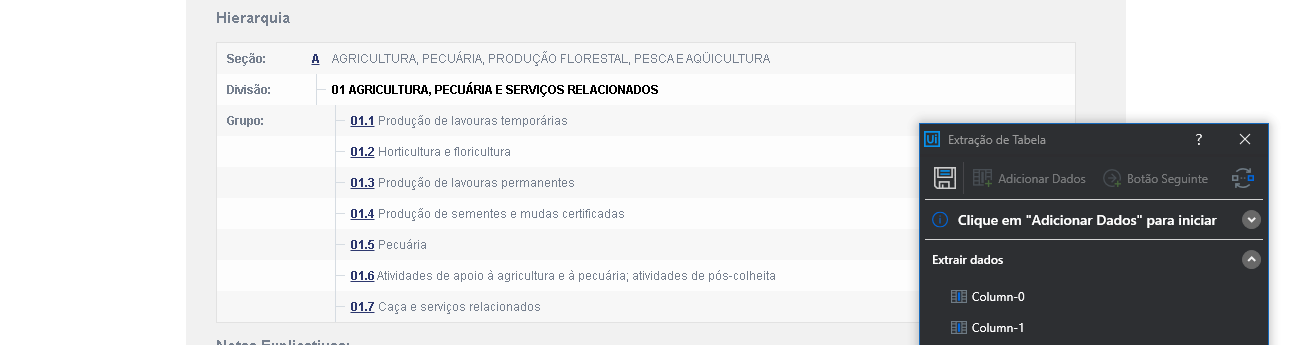 Hierarquia
Seção: A AGRICULTURA, PECUÁRIA, PRODUÇÃO FLORESTAL, PESCA E AQÜICULTURA
Divisão: 01 AGRICULTURA, PECUÁRIA E SERVIÇOS RELACIONADOS
Grupo: 01.1 Produção de lavouras temporárias
01.2 Horticultura e floricultura
01.3 Produção de lavouras permanentes
01.4 Produção de sementes e mudas certificadas
01.5 Pecuária
01.6 Atividades de apoio à agricultura e à pecuária; atividades de pós-colheita
01.7 Caça e serviços relacionados
Notas Explicativas:
Ui Extração de Tabela ?
Adicionar Dados Botão Seguinte
Clique em "Adicionar Dados" para iniciar
Extrair dados
Column-0
Column-1